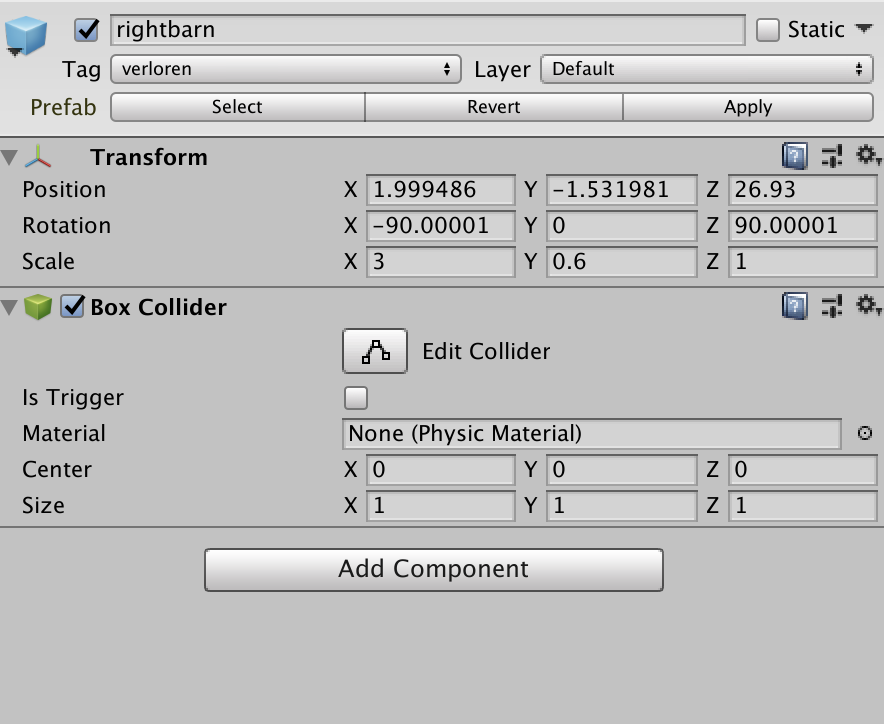 rightbarn Static
Tag verloren Layer Default
Prefab Select Revert Apply
Transform
Position X 1.999486 Y -1.531981 Z 26.93
Rotation X -90.00001 Y 0 Z 90.00001
Scale X 3 Y 0.6 Z 1
Box Collider
Edit Collider
Is Trigger
Material None (Physic Material)
Center X 0 Y 0 Z 0
Size X 1 Y 1 Z 1
Add Component